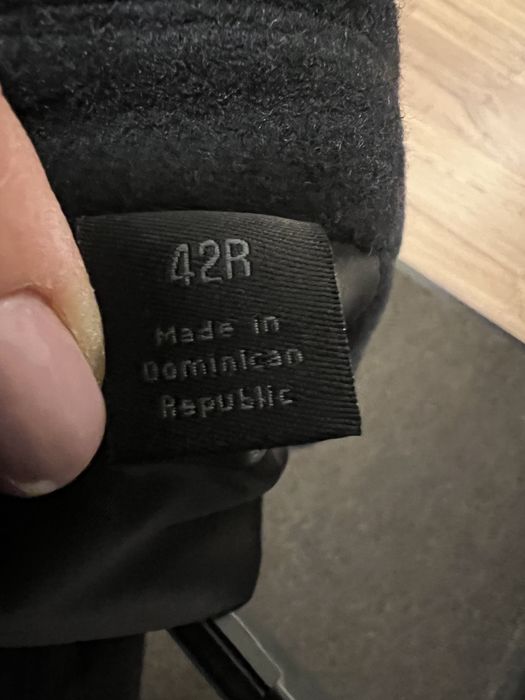 42R
Made in
Dominican
Republic